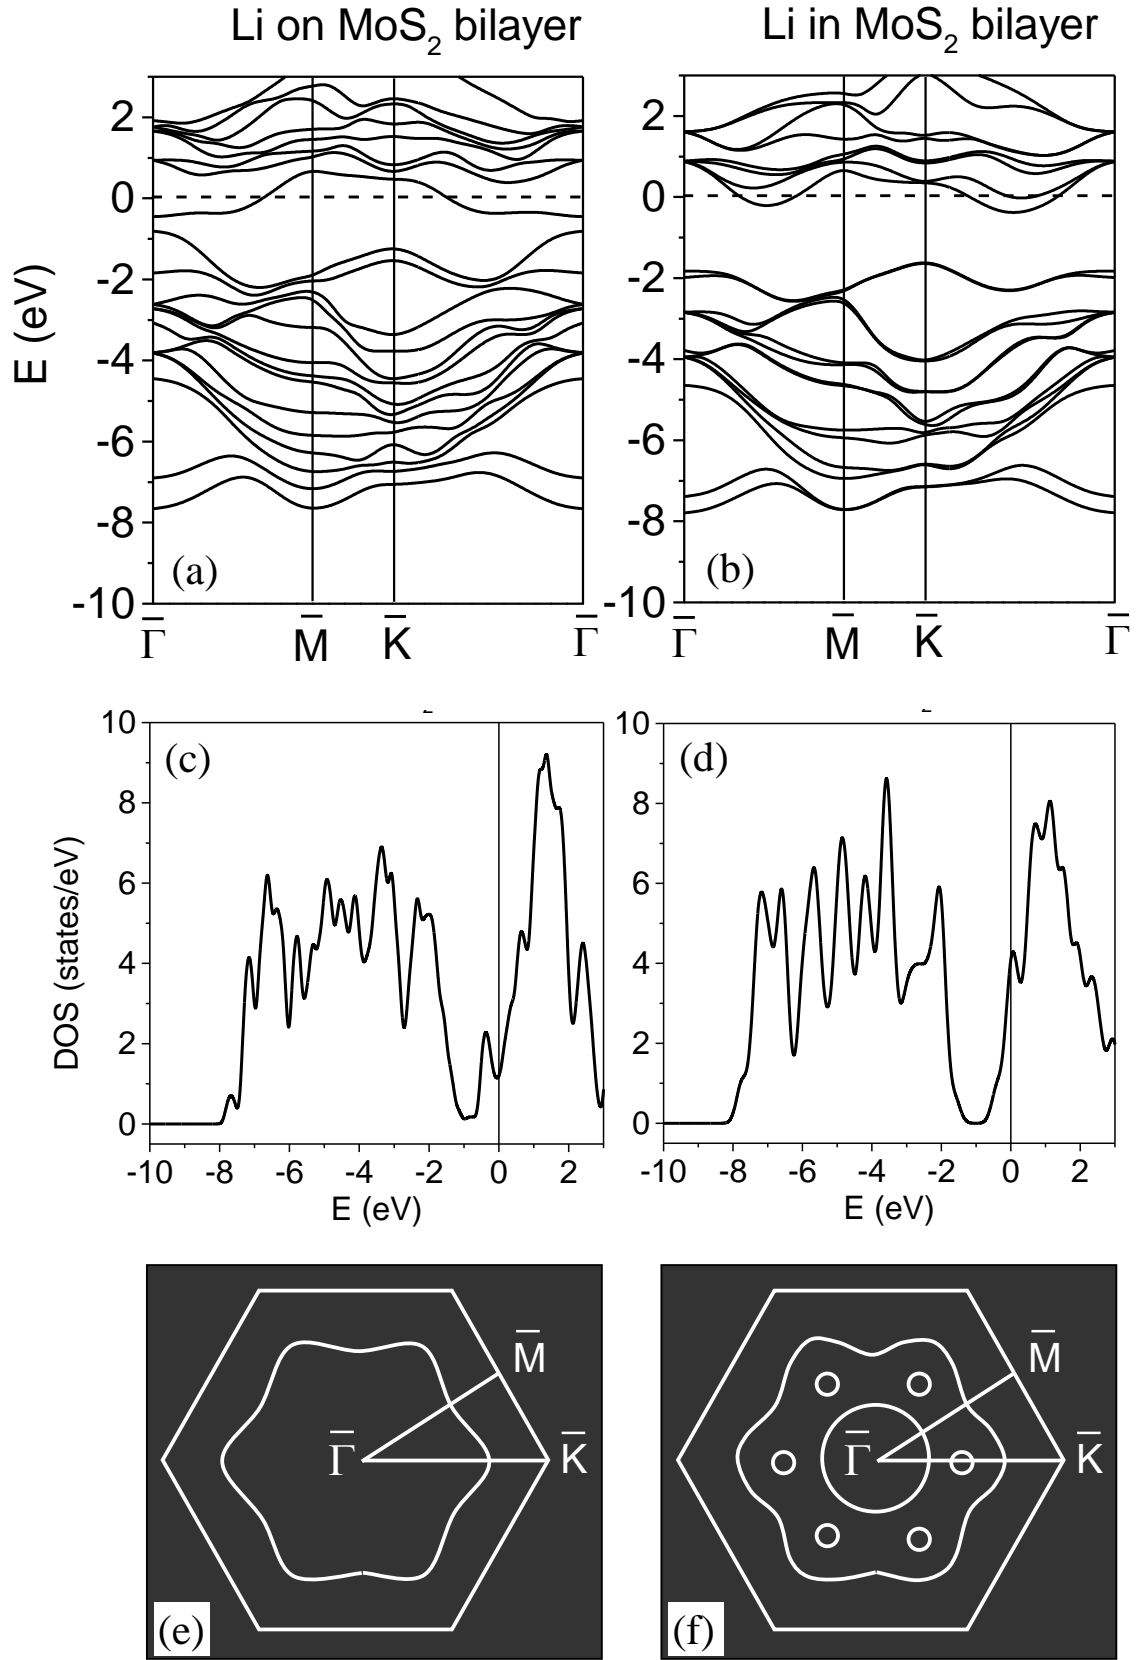 Li on MoS₂ bilayer
Li in MoS₂ bilayer
E (eV)
2
0
-2
-4
-6
-8
-10
(a)
Γ̅
M̅
K̅
Γ̅
2
0
-2
-4
-6
-8
-10
(b)
Γ̅
M̅
K̅
Γ̅
DOS (states/eV)
10
8
6
4
2
0
(c)
-10 -8 -6 -4 -2 0 2
E (eV)
10
8
6
4
2
0
(d)
-10 -8 -6 -4 -2 0 2
E (eV)
M̅
Γ̅
K̅
(e)
M̅
Γ̅
K̅
(f)